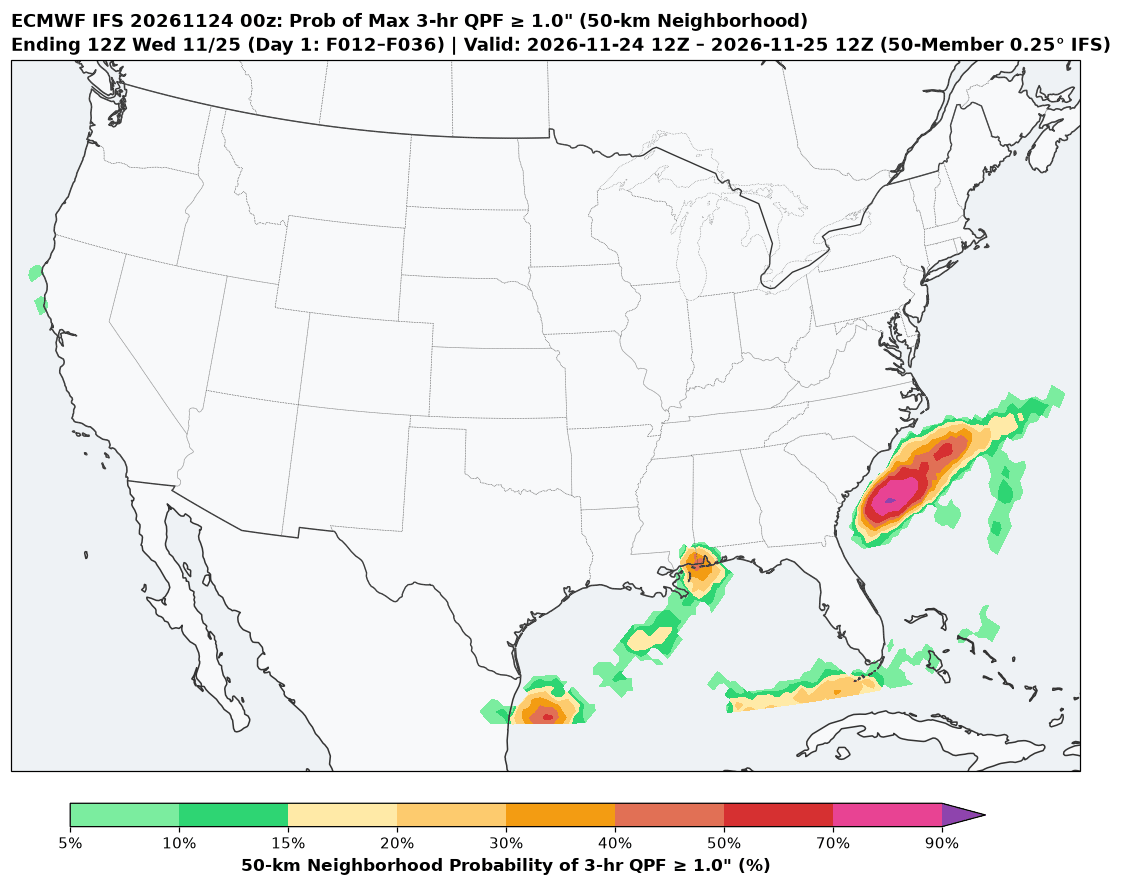 ECMWF IFS 20261124 00z: Prob of Max 3-hr QPF ≥ 1.0" (50-km Neighborhood)
Ending 12Z Wed 11/25 (Day 1: F012–F036) | Valid: 2026-11-24 12Z – 2026-11-25 12Z (50-Member 0.25° IFS)
5% 10% 15% 20% 30% 40% 50% 70% 90%
50-km Neighborhood Probability of 3-hr QPF ≥ 1.0" (%)